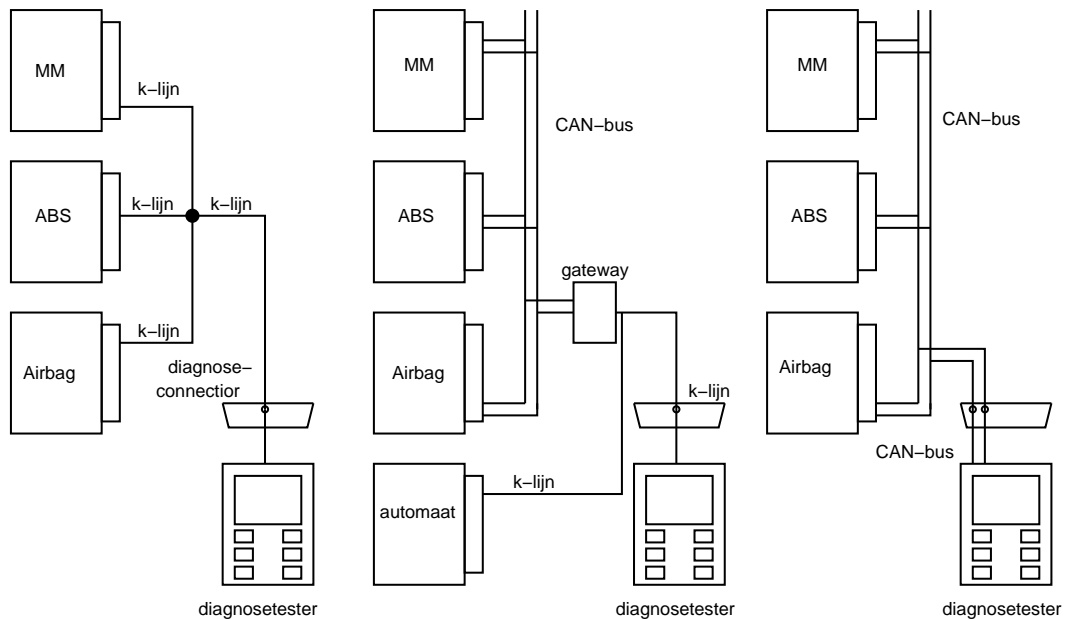 MM
k–lijn
ABS
k–lijn
k–lijn
k–lijn
Airbag
diagnose–
connectior
diagnosetester
MM
CAN–bus
ABS
gateway
Airbag
k–lijn
k–lijn
automaat
diagnosetester
MM
CAN–bus
ABS
Airbag
CAN–bus
diagnosetester